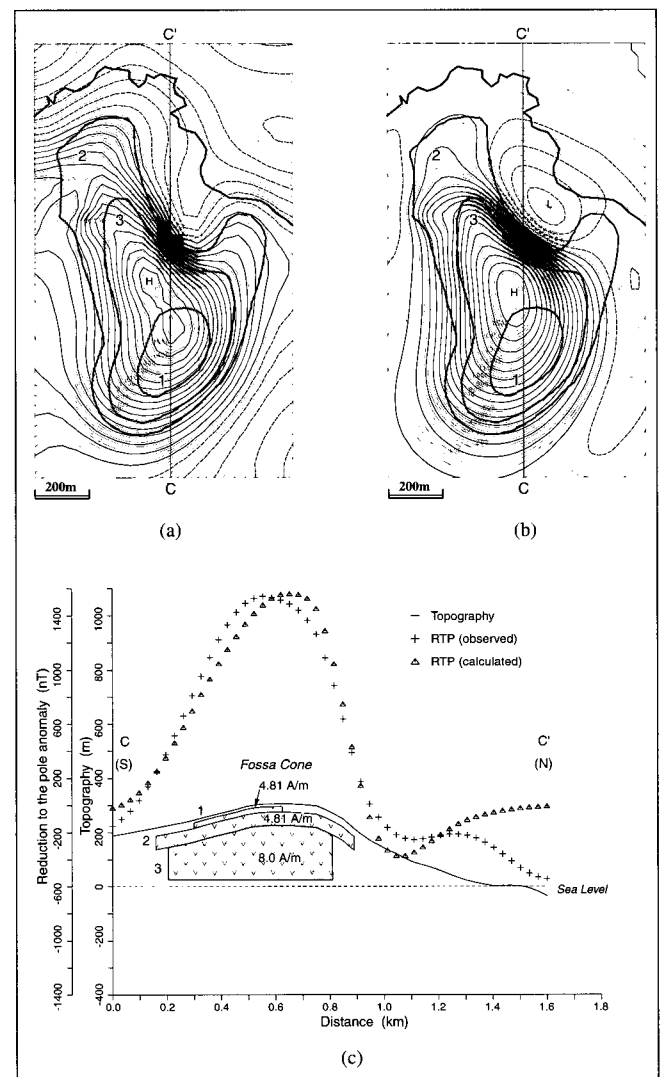 C'
C'
2
2
3
3
L
H
H
1
1
200m
C
200m
C
(a)
(b)
Reduction to the pole anomaly (nT)
1400
1000
600
200
-200
-600
-1000
-1400
Topography (m)
1000
800
600
400
200
0
-200
-400
— Topography
+ RTP (observed)
△ RTP (calculated)
C
(S)
C'
(N)
Fossa Cone
4.81 A/m
1
4.81 A/m
2
8.0 A/m
3
Sea Level
0.0 0.2 0.4 0.6 0.8 1.0 1.2 1.4 1.6 1.8
Distance (km)
(c)